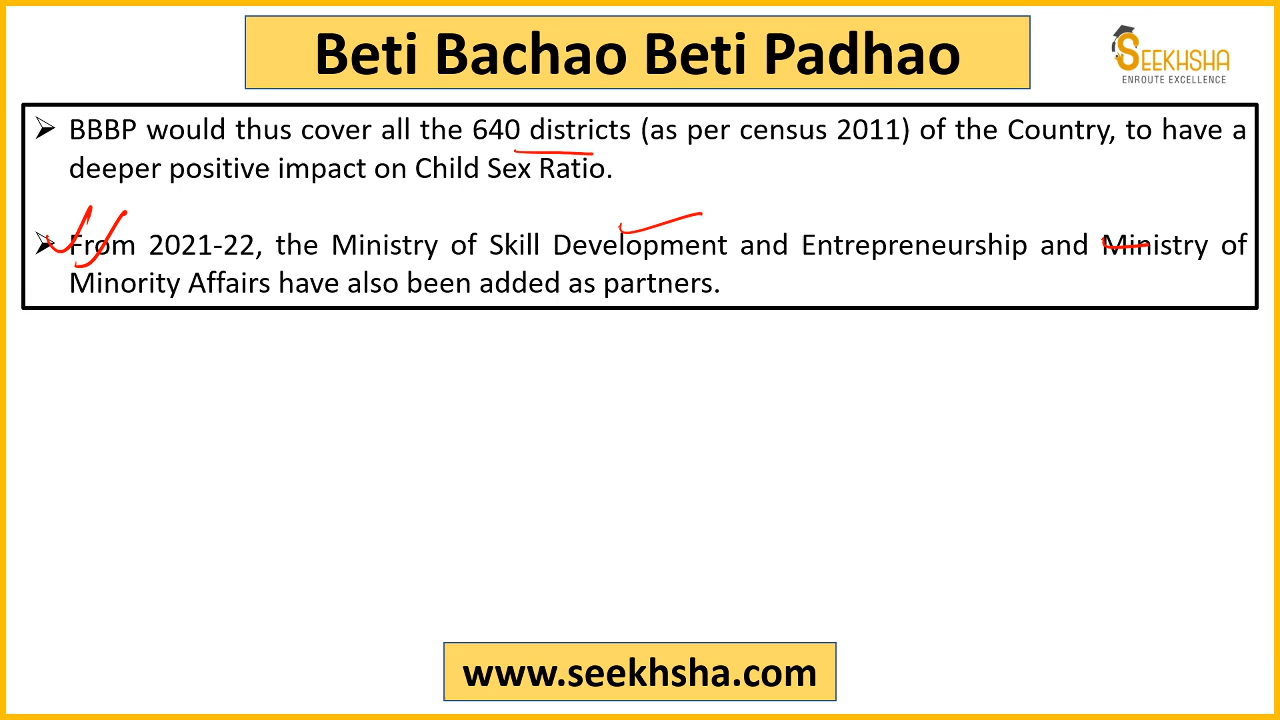 Beti Bachao Beti Padhao
SEEKHSHA
ENROUTE EXCELLENCE
BBBP would thus cover all the 640 districts (as per census 2011) of the Country, to have a
deeper positive impact on Child Sex Ratio.
From 2021-22, the Ministry of Skill Development and Entrepreneurship and Ministry of
Minority Affairs have also been added as partners.
www.seekhsha.com